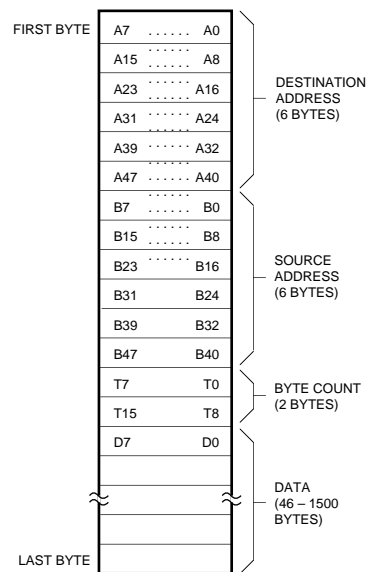 FIRST BYTE
A7 ...... A0
A15 ...... A8
A23 ...... A16
A31 ...... A24
A39 ...... A32
A47 ...... A40
DESTINATION
ADDRESS
(6 BYTES)
B7 ...... B0
B15 ...... B8
B23 ...... B16
B31 B24
B39 B32
B47 B40
SOURCE
ADDRESS
(6 BYTES)
T7 T0
T15 T8
BYTE COUNT
(2 BYTES)
D7 D0
DATA
(46 – 1500
BYTES)
LAST BYTE